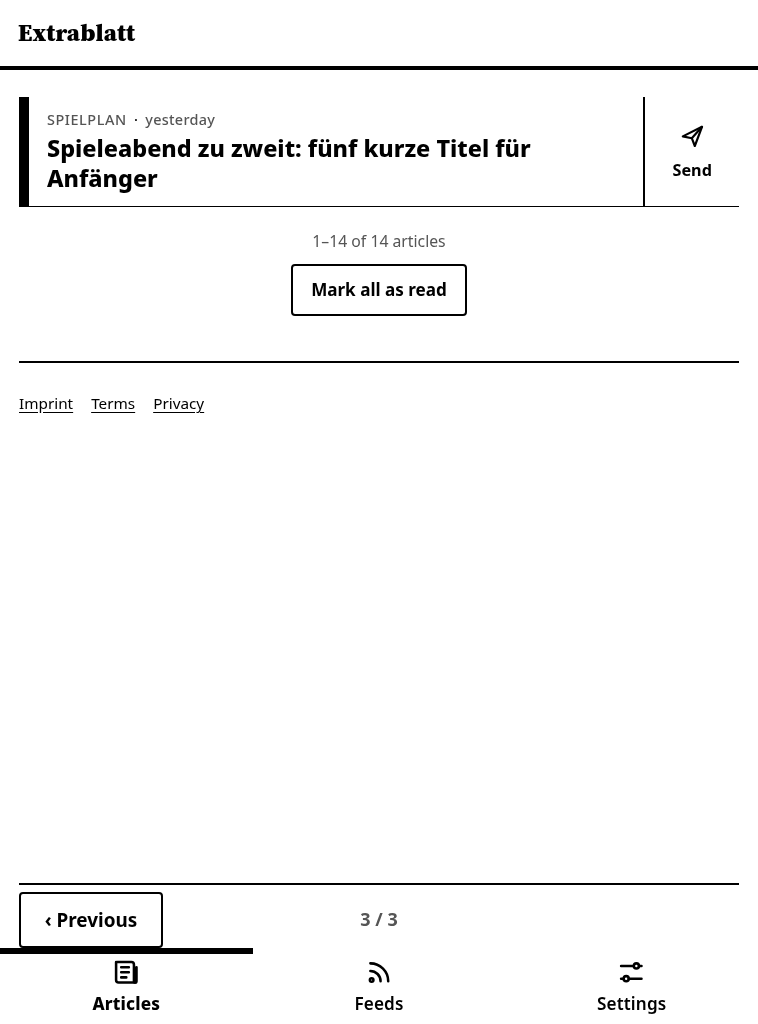 Extrablatt
SPIELPLAN · yesterday
Spieleabend zu zweit: fünf kurze Titel für
Anfänger
Send
1–14 of 14 articles
Mark all as read
Imprint Terms Privacy
‹ Previous
3 / 3
Articles
Feeds
Settings